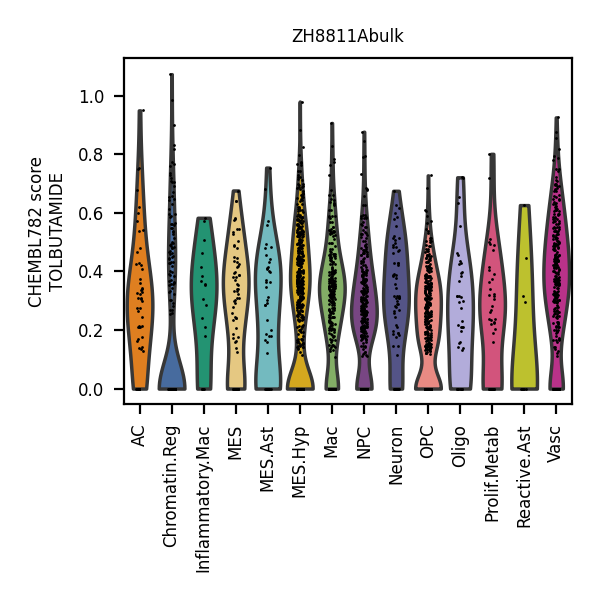 ZH8811Abulk
CHEMBL782 score
TOLBUTAMIDE
1.0
0.8
0.6
0.4
0.2
0.0
AC
Chromatin.Reg
Inflammatory.Mac
MES
MES.Ast
MES.Hyp
Mac
NPC
Neuron
OPC
Oligo
Prolif.Metab
Reactive.Ast
Vasc